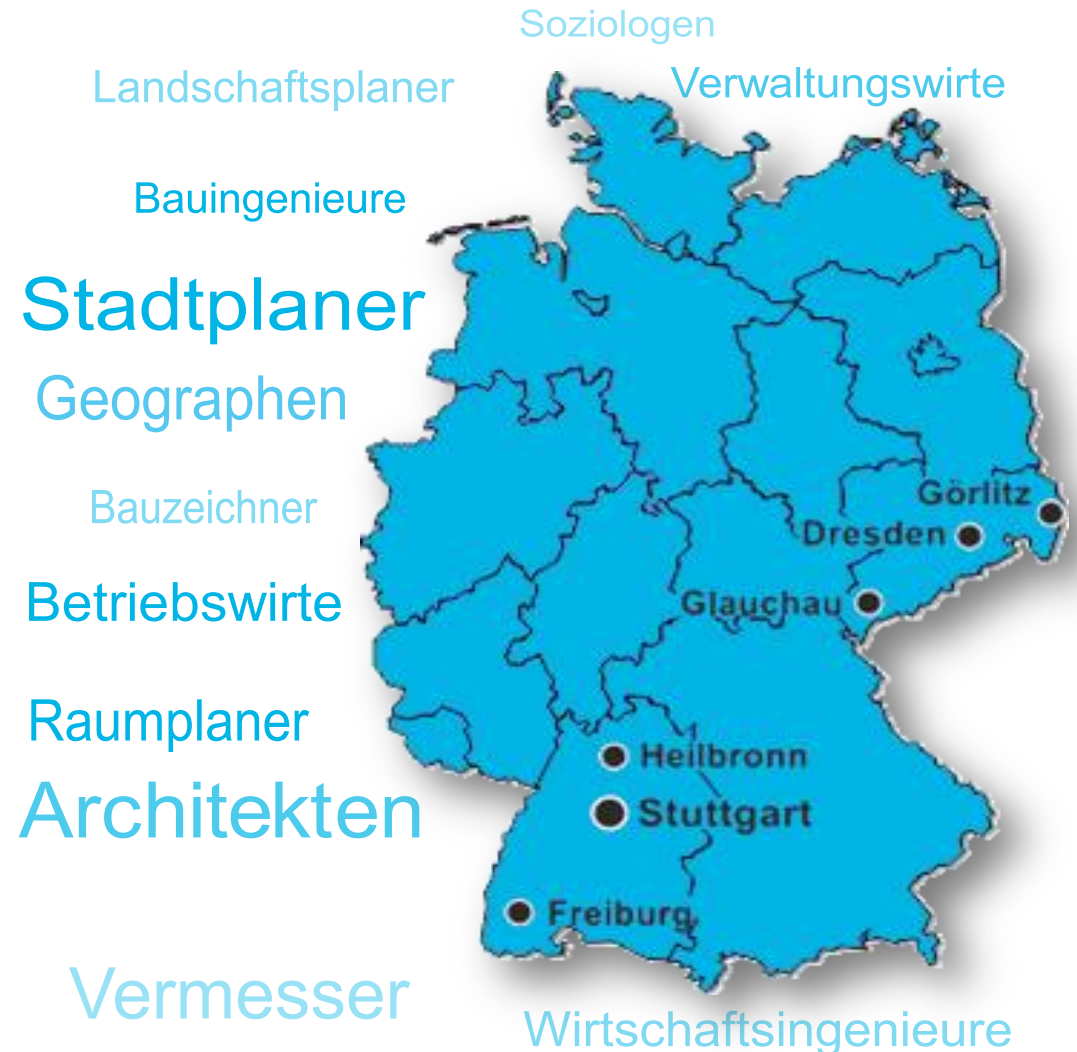 Soziologen
Landschaftsplaner
Verwaltungswirte
Bauingenieure
Stadtplaner
Geographen
Bauzeichner
Görlitz
Dresden
Betriebswirte
Glauchau
Raumplaner
Heilbronn
Architekten
Stuttgart
Freiburg
Vermesser
Wirtschaftsingenieure